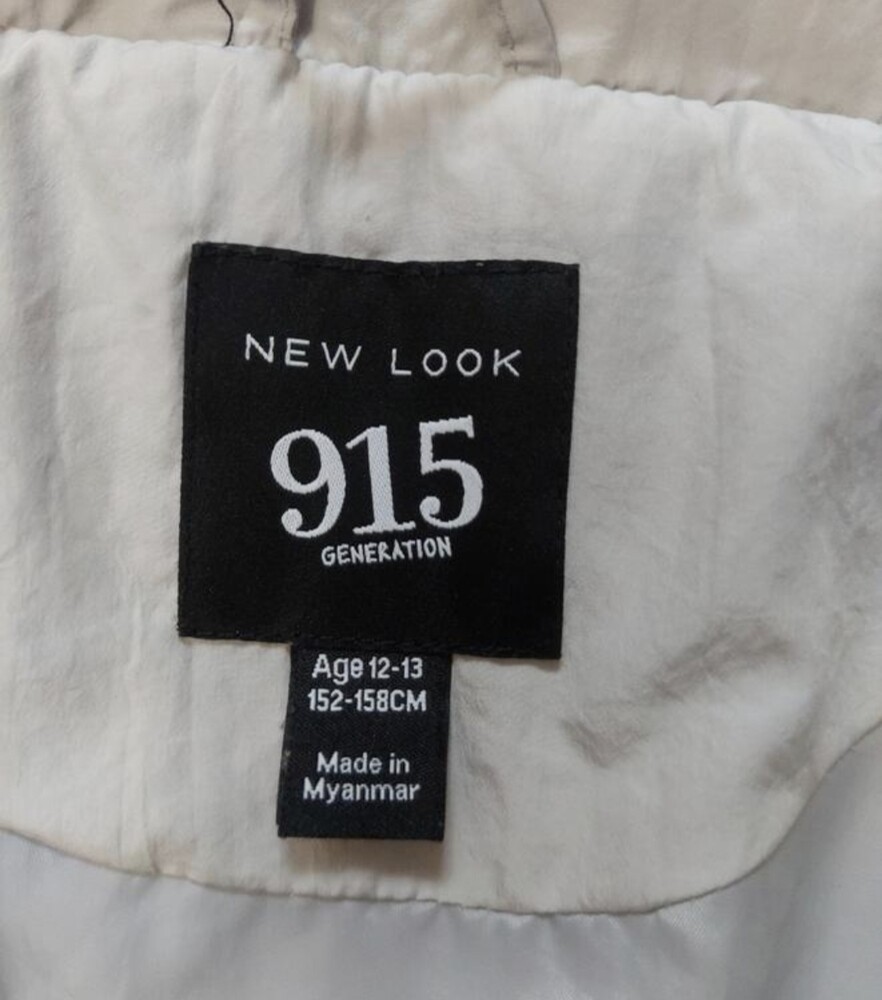 NEW LOOK
915
GENERATION
Age 12-13
152-158CM
Made in
Myanmar